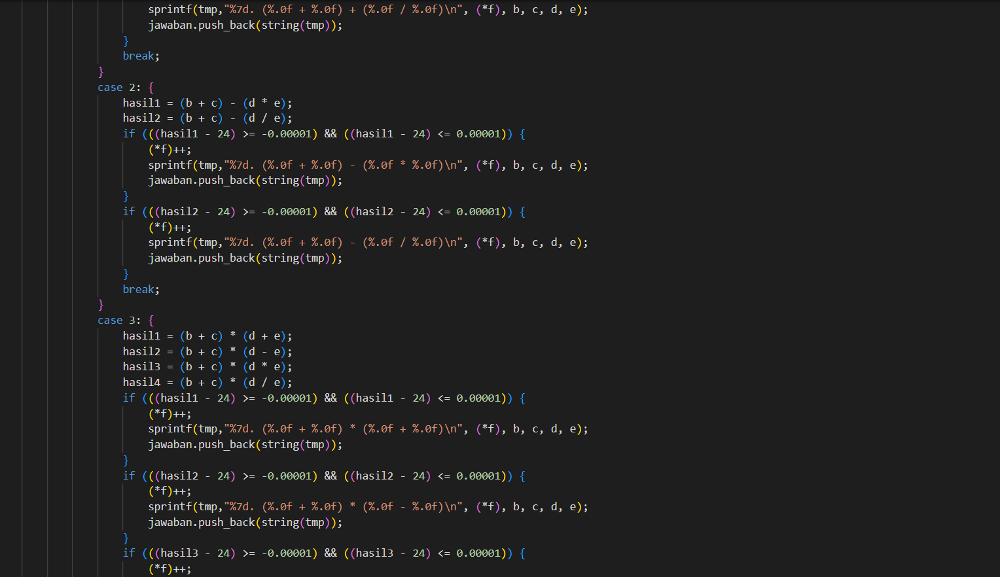 sprintf(tmp,"%7d. (%.0f + %.0f) + (%.0f / %.0f)\n", (*f), b, c, d, e);
jawaban.push_back(string(tmp));
}
break;
}
case 2: {
hasil1 = (b + c) - (d * e);
hasil2 = (b + c) - (d / e);
if (((hasil1 - 24) >= -0.00001) && ((hasil1 - 24) <= 0.00001)) {
(*f)++;
sprintf(tmp,"%7d. (%.0f + %.0f) - (%.0f * %.0f)\n", (*f), b, c, d, e);
jawaban.push_back(string(tmp));
}
if (((hasil2 - 24) >= -0.00001) && ((hasil2 - 24) <= 0.00001)) {
(*f)++;
sprintf(tmp,"%7d. (%.0f + %.0f) - (%.0f / %.0f)\n", (*f), b, c, d, e);
jawaban.push_back(string(tmp));
}
break;
}
case 3: {
hasil1 = (b + c) * (d + e);
hasil2 = (b + c) * (d - e);
hasil3 = (b + c) * (d * e);
hasil4 = (b + c) * (d / e);
if (((hasil1 - 24) >= -0.00001) && ((hasil1 - 24) <= 0.00001)) {
(*f)++;
sprintf(tmp,"%7d. (%.0f + %.0f) * (%.0f + %.0f)\n", (*f), b, c, d, e);
jawaban.push_back(string(tmp));
}
if (((hasil2 - 24) >= -0.00001) && ((hasil2 - 24) <= 0.00001)) {
(*f)++;
sprintf(tmp,"%7d. (%.0f + %.0f) * (%.0f - %.0f)\n", (*f), b, c, d, e);
jawaban.push_back(string(tmp));
}
if (((hasil3 - 24) >= -0.00001) && ((hasil3 - 24) <= 0.00001)) {
(*f)++;